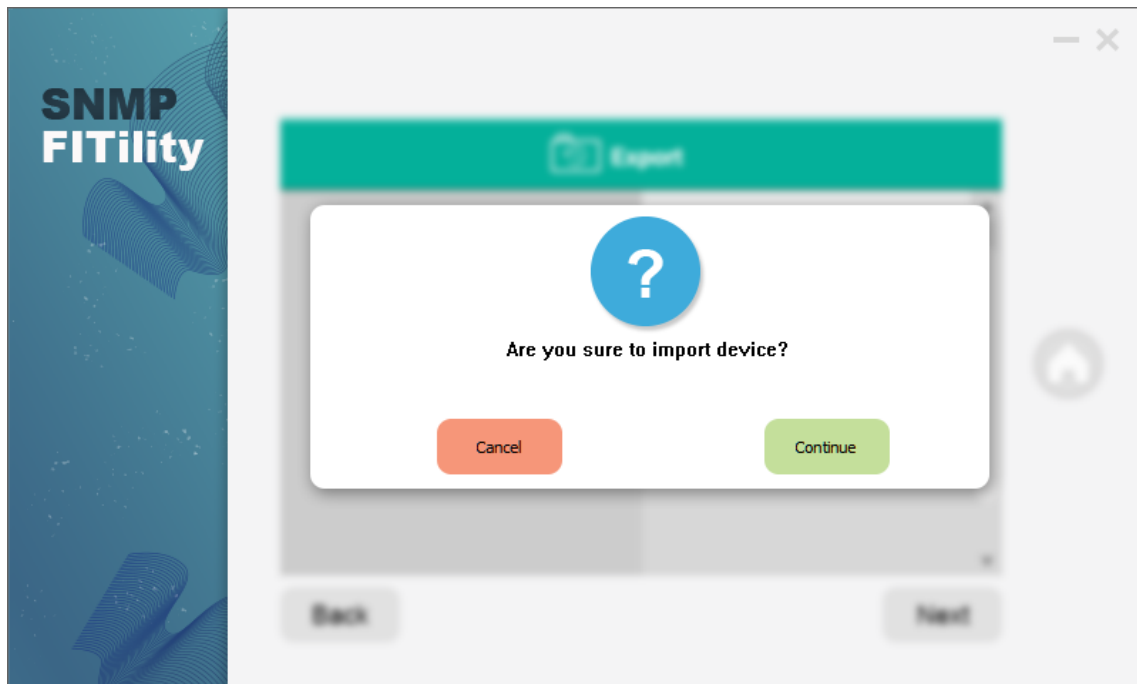 SNMP
FITility
Export
?
Are you sure to import device?
Cancel
Continue
Back
Next